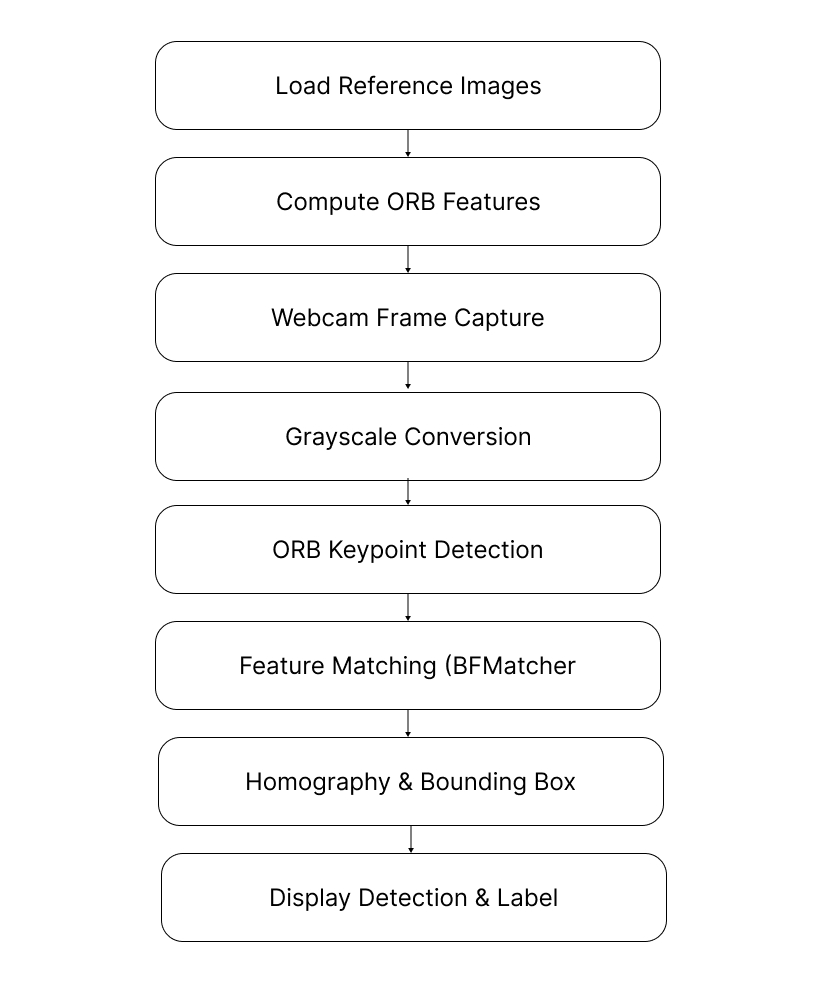 Load Reference Images
Compute ORB Features
Webcam Frame Capture
Grayscale Conversion
ORB Keypoint Detection
Feature Matching (BFMatcher
Homography & Bounding Box
Display Detection & Label